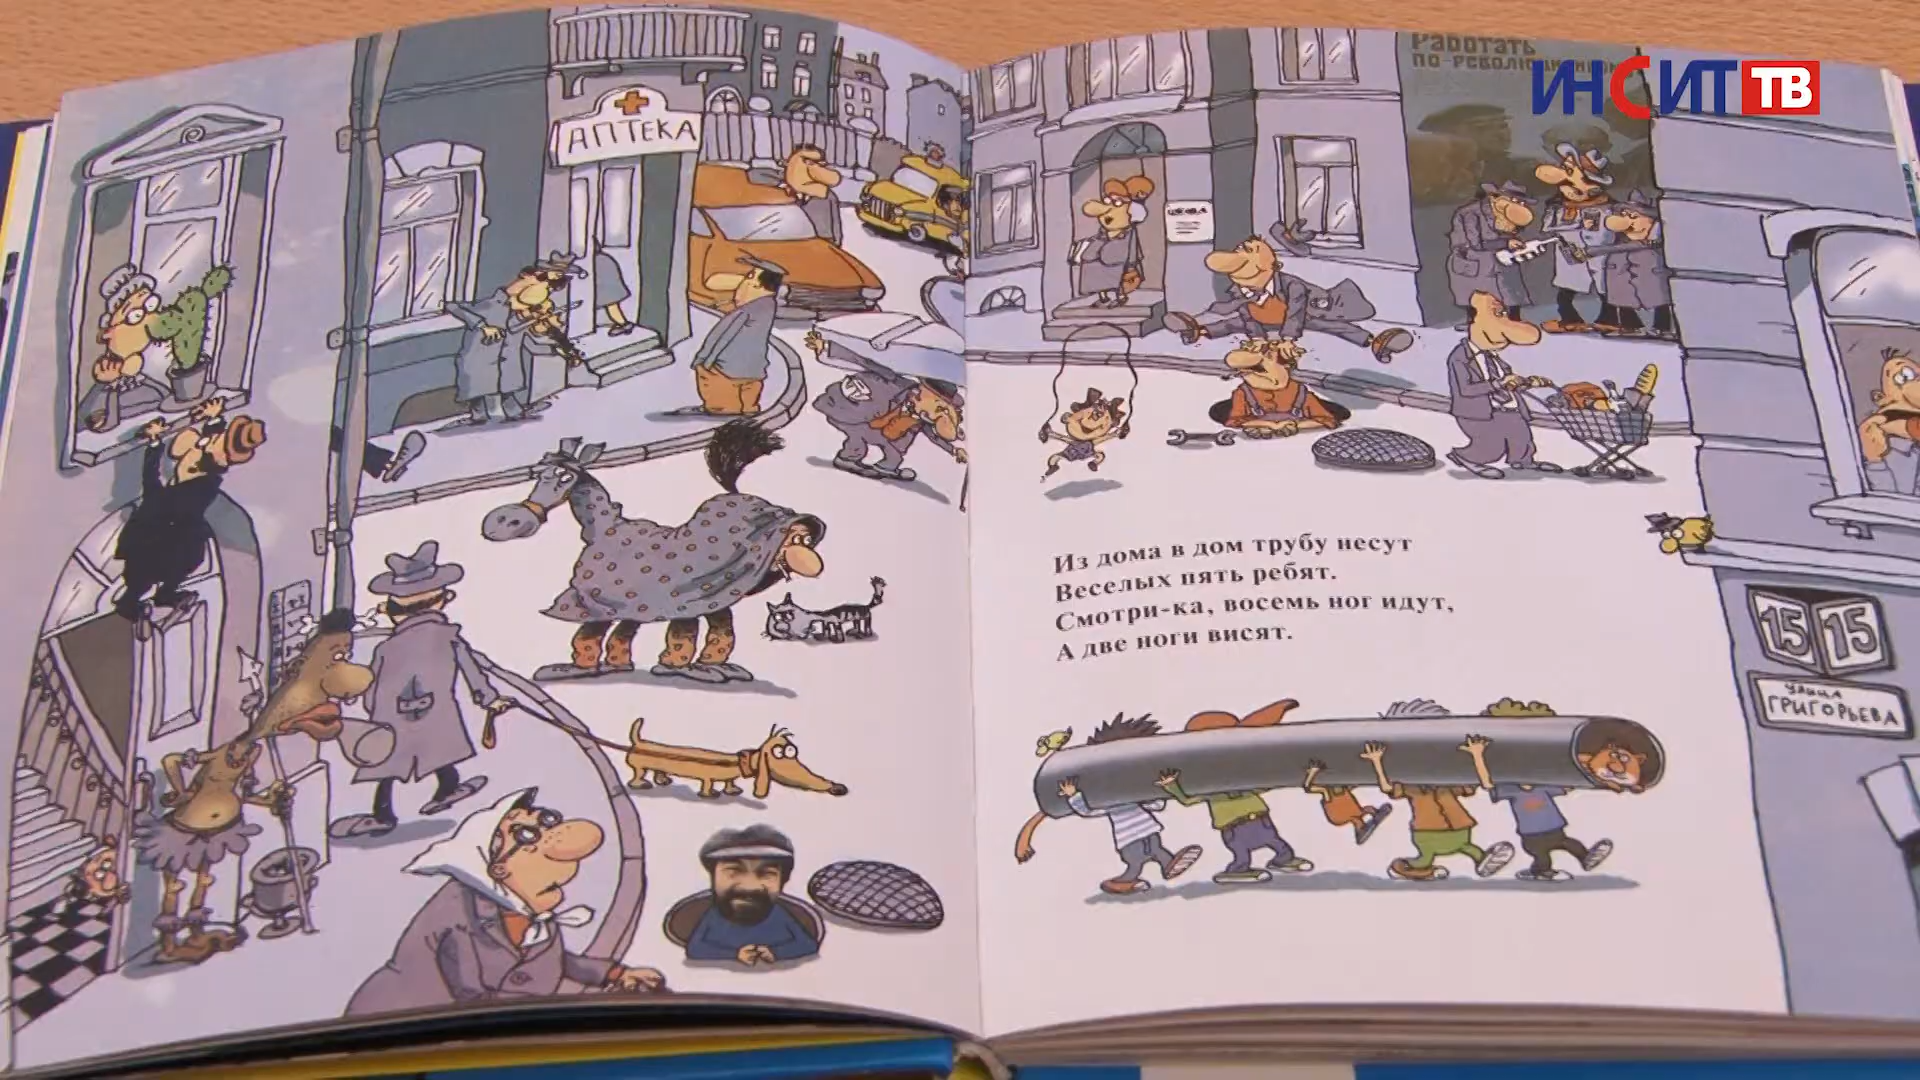 АПТЕКА
Работать
ИНСИТ ТВ
ШКОЛА
Из дома в дом трубу несут
Веселых пять ребят.
Смотри-ка, восемь ног идут,
А две ноги висят.
15 15
УЛИЦА
ГРИГОРЬЕВА